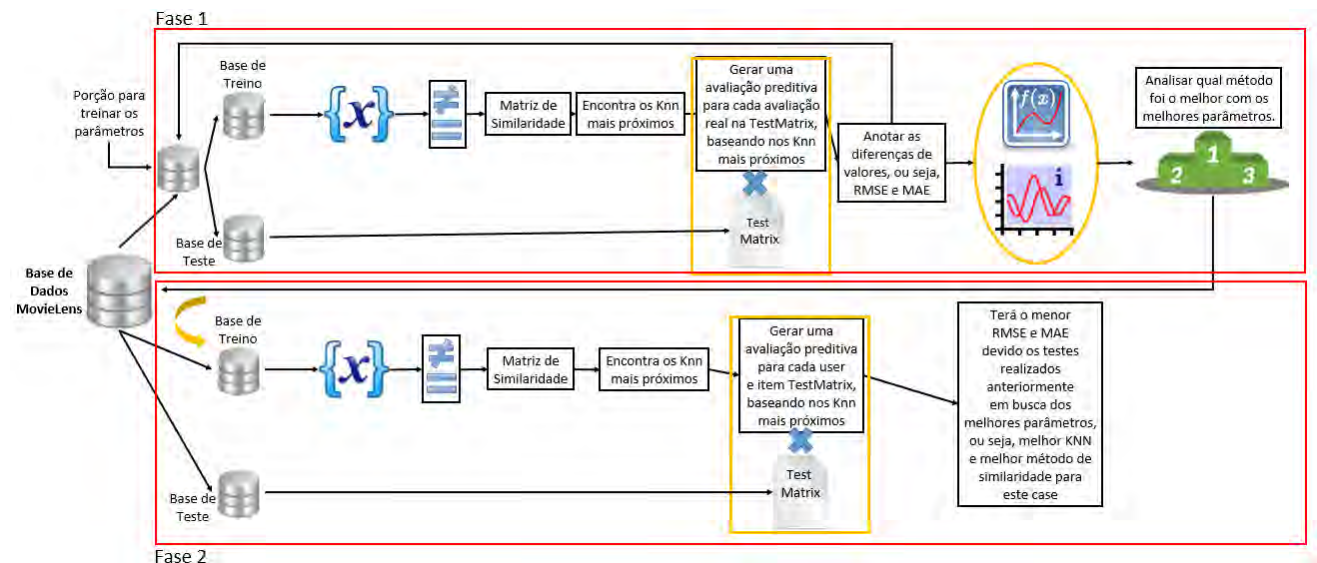 Fase 1
Porção para
treinar os
parâmetros
Base de
Treino
{x}
Matriz de
Similaridade
Encontra os Knn
mais próximos
Gerar uma
avaliação preditiva
para cada avaliação
real na TestMatrix,
baseando nos Knn
mais próximos
Test
Matrix
Anotar as
diferenças de
valores, ou seja,
RMSE e MAE
f(x)
i
Analisar qual método
foi o melhor com os
melhores parâmetros.
1
2
3
Base de
Teste
Base de
Dados
MovieLens
Base de
Treino
{x}
Matriz de
Similaridade
Encontra os Knn
mais próximos
Gerar uma
avaliação preditiva
para cada user
e item TestMatrix,
baseando nos Knn
mais próximos
Test
Matrix
Terá o menor
RMSE e MAE
devido os testes
realizados
anteriormente
em busca dos
melhores parâmetros,
ou seja, melhor KNN
e melhor método de
similaridade para
este case
Base de
Teste
Fase 2